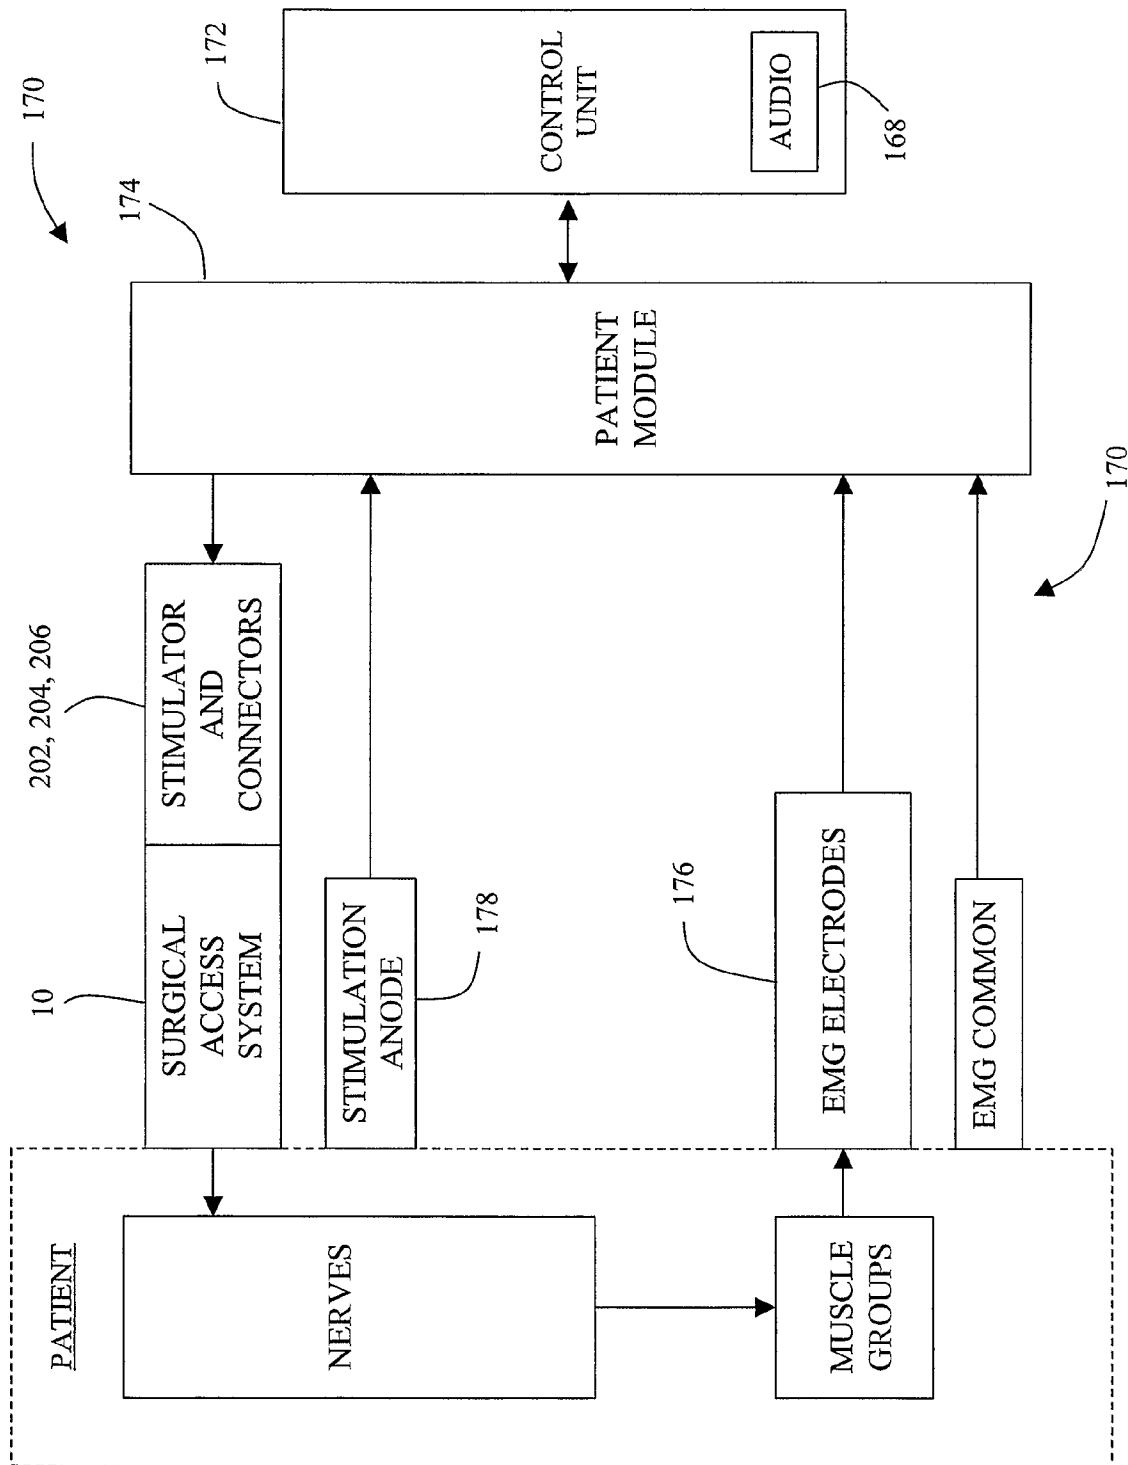 170
172
CONTROL
UNIT
AUDIO
168
174
PATIENT
MODULE
170
202, 204, 206
STIMULATOR
AND
CONNECTORS
10
SURGICAL
ACCESS
SYSTEM
STIMULATION
ANODE
178
176
EMG ELECTRODES
EMG COMMON
PATIENT
NERVES
MUSCLE
GROUPS